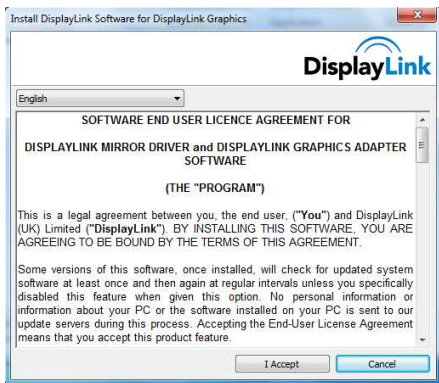 Install DisplayLink Software for DisplayLink Graphics
DisplayLink
English
SOFTWARE END USER LICENCE AGREEMENT FOR
DISPLAYLINK MIRROR DRIVER and DISPLAYLINK GRAPHICS ADAPTER
SOFTWARE
(THE "PROGRAM")
This is a legal agreement between you, the end user, ("You") and DisplayLink
(UK) Limited ("DisplayLink"). BY INSTALLING THIS SOFTWARE, YOU ARE
AGREEING TO BE BOUND BY THE TERMS OF THIS AGREEMENT.
Some versions of this software, once installed, will check for updated system
software at least once and then again at regular intervals unless you specifically
disabled this feature when given this option. No personal information or
information about your PC or the software installed on your PC is sent to our
update servers during this process. Accepting the End-User License Agreement
means that you accept this product feature.
I Accept
Cancel